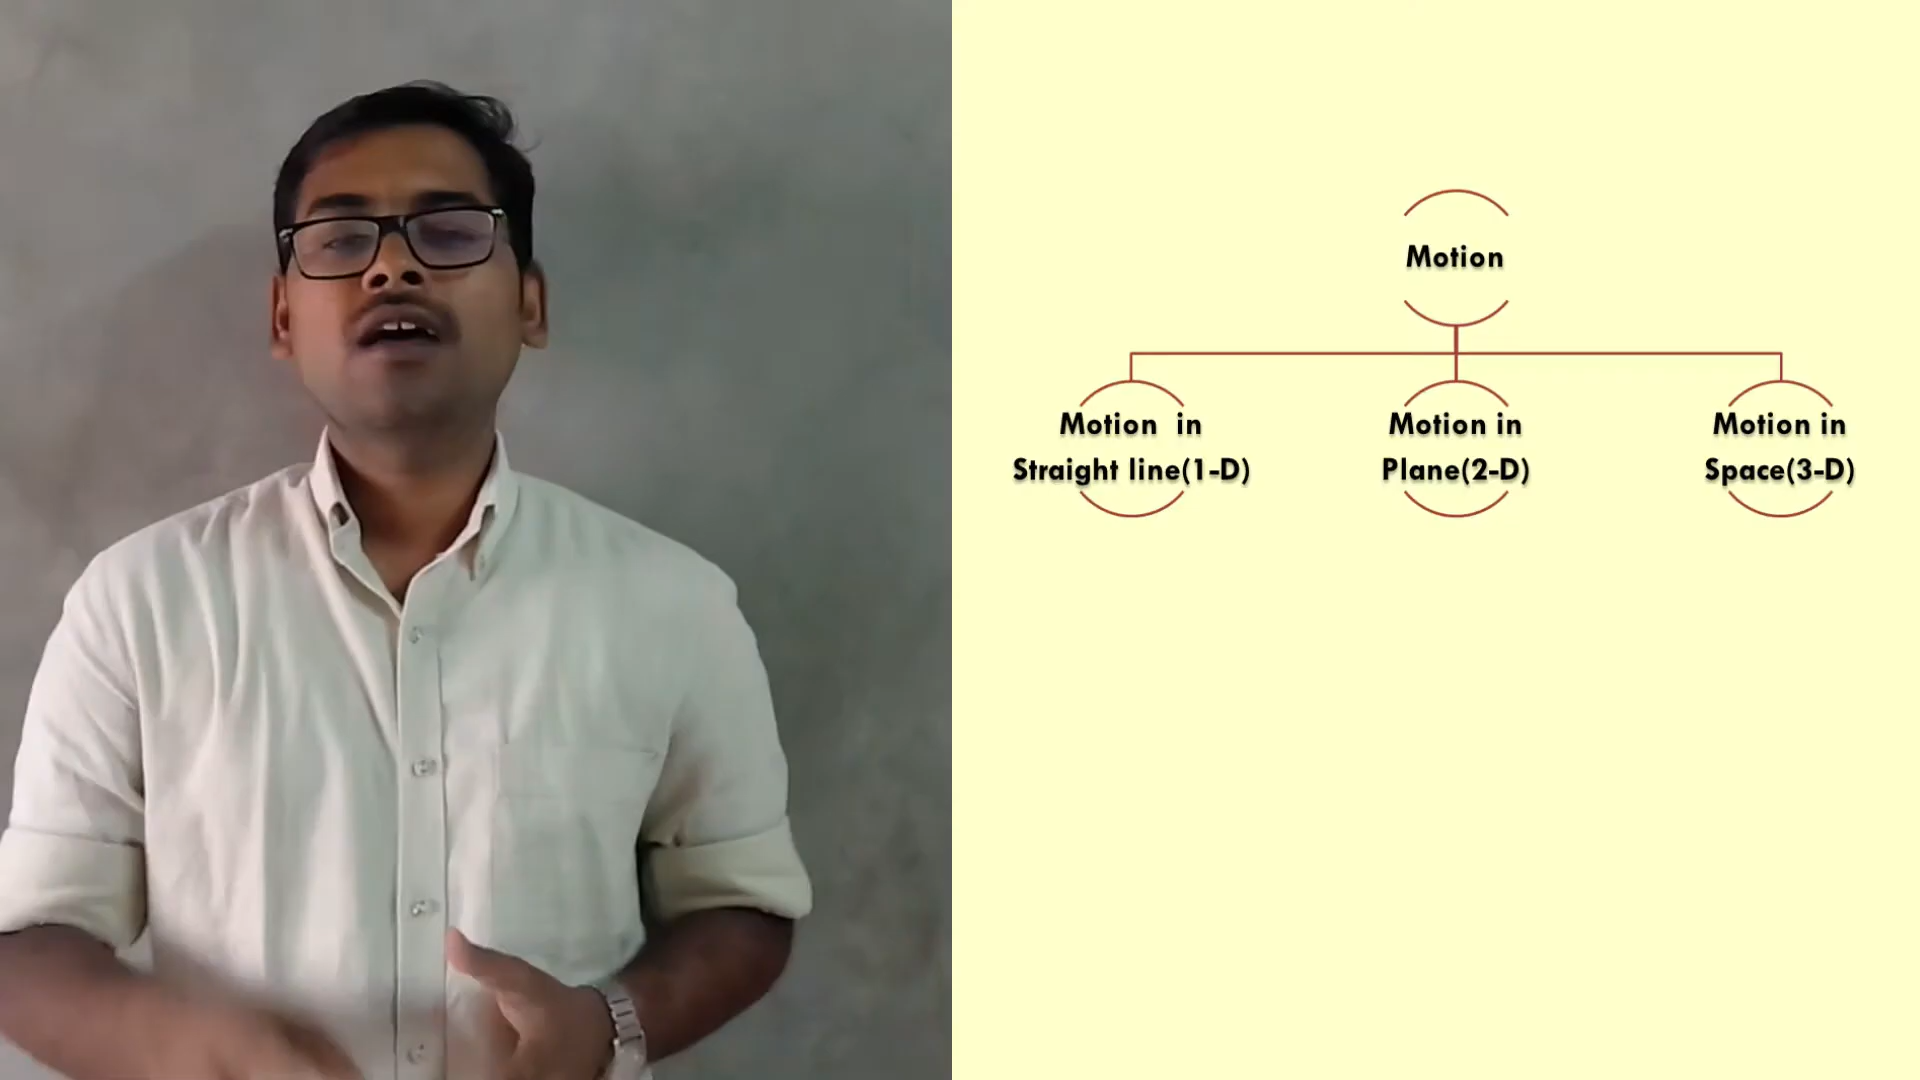 Motion
Motion in
Straight line(1-D)
Motion in
Plane(2-D)
Motion in
Space(3-D)